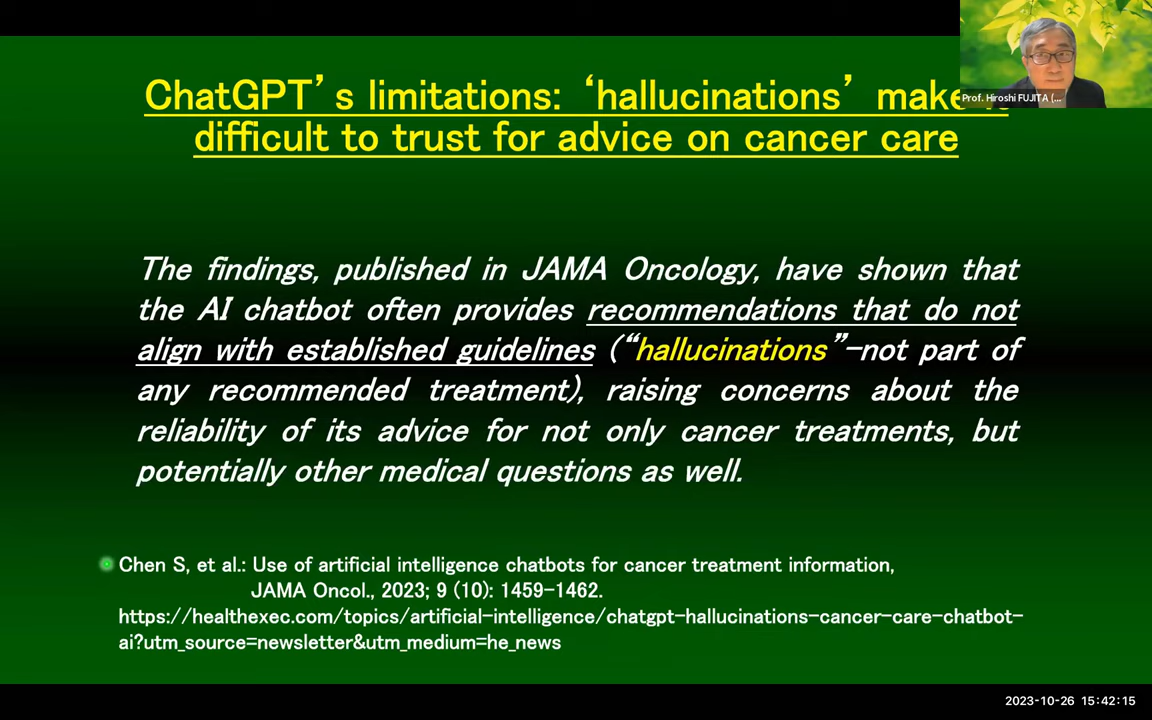 ChatGPT’s limitations: ‘hallucinations’ make
difficult to trust for advice on cancer care
Prof. Hiroshi FUJITA (...
The findings, published in JAMA Oncology, have shown that
the AI chatbot often provides recommendations that do not
align with established guidelines (“hallucinations”–not part of
any recommended treatment), raising concerns about the
reliability of its advice for not only cancer treatments, but
potentially other medical questions as well.
Chen S, et al.: Use of artificial intelligence chatbots for cancer treatment information,
JAMA Oncol., 2023; 9 (10): 1459–1462.
https://healthexec.com/topics/artificial-intelligence/chatgpt-hallucinations-cancer-care-chatbot-
ai?utm_source=newsletter&utm_medium=he_news
2023-10-26 15:42:15